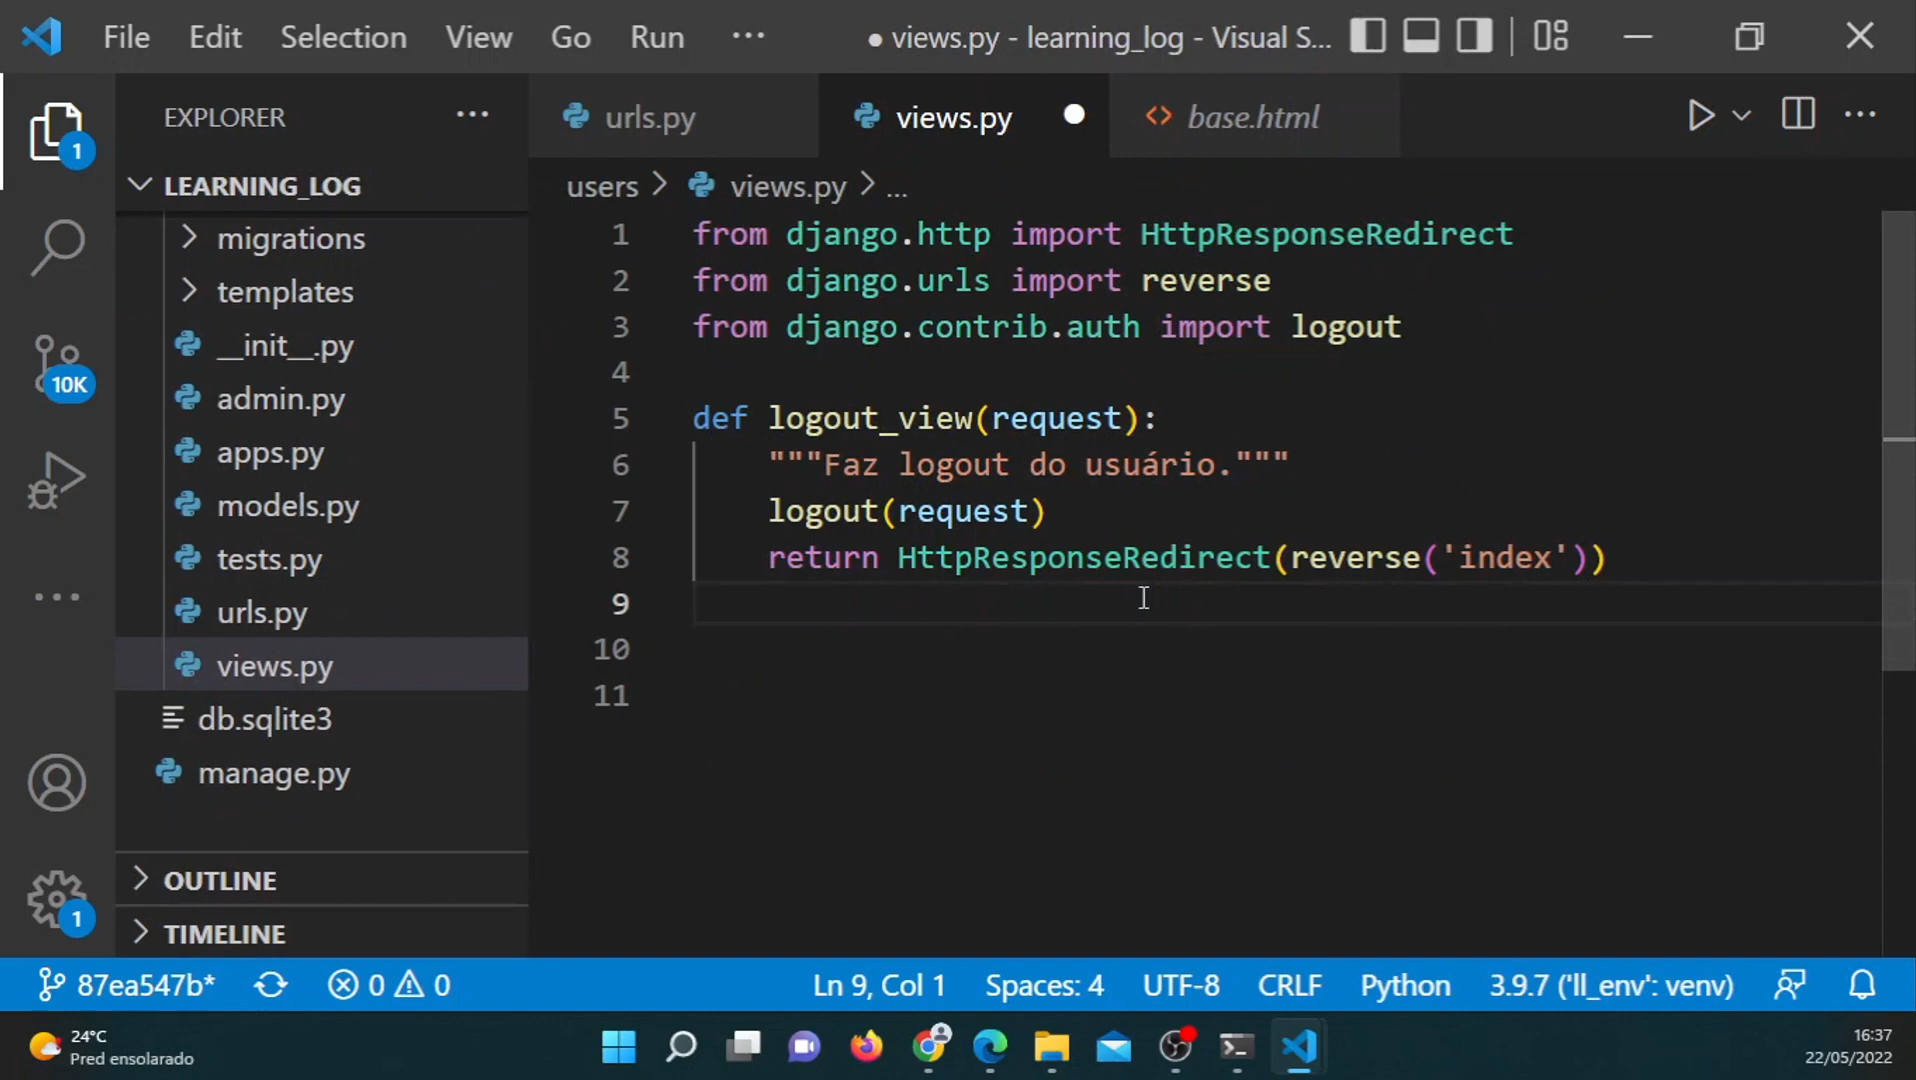 File Edit Selection View Go Run ··· ● views.py - learning_log - Visual S...
EXPLORER ···
urls.py views.py base.html
1
LEARNING_LOG
users > views.py > ...
migrations
templates
__init__.py
admin.py
apps.py
models.py
tests.py
urls.py
views.py
db.sqlite3
manage.py
OUTLINE
TIMELINE
10K
1
1 from django.http import HttpResponseRedirect
2 from django.urls import reverse
3 from django.contrib.auth import logout
4
5 def logout_view(request):
6 """Faz logout do usuário."""
7 logout(request)
8 return HttpResponseRedirect(reverse('index'))
9
10
11
87ea547b* 0 0 Ln 9, Col 1 Spaces: 4 UTF-8 CRLF Python 3.9.7 ('ll_env': venv)
24°C
Pred ensolarado
16:37
22/05/2022